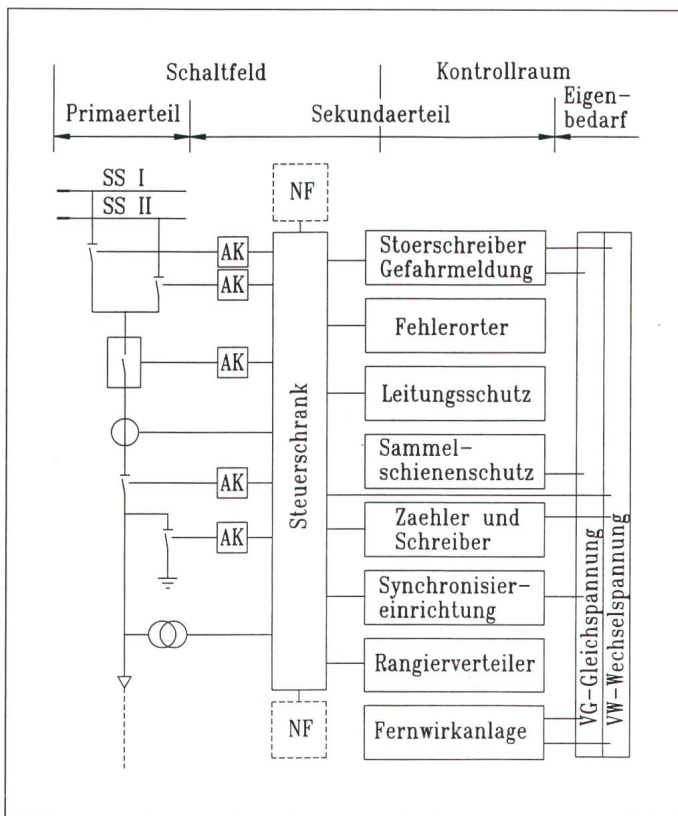 Schaltfeld
Kontrollraum
Primaerteil
Sekundaerteil
Eigen-
bedarf
SS I
SS II
NF
AK
AK
AK
AK
AK
Steuerschrank
NF
Stoerschreiber
Gefahrmeldung
Fehlerorter
Leitungsschutz
Sammel-
schienenschutz
Zaehler und
Schreiber
Synchronisier-
einrichtung
Rangierverteiler
Fernwirkanlage
VG-Gleichspannung
VW-Wechselspannung